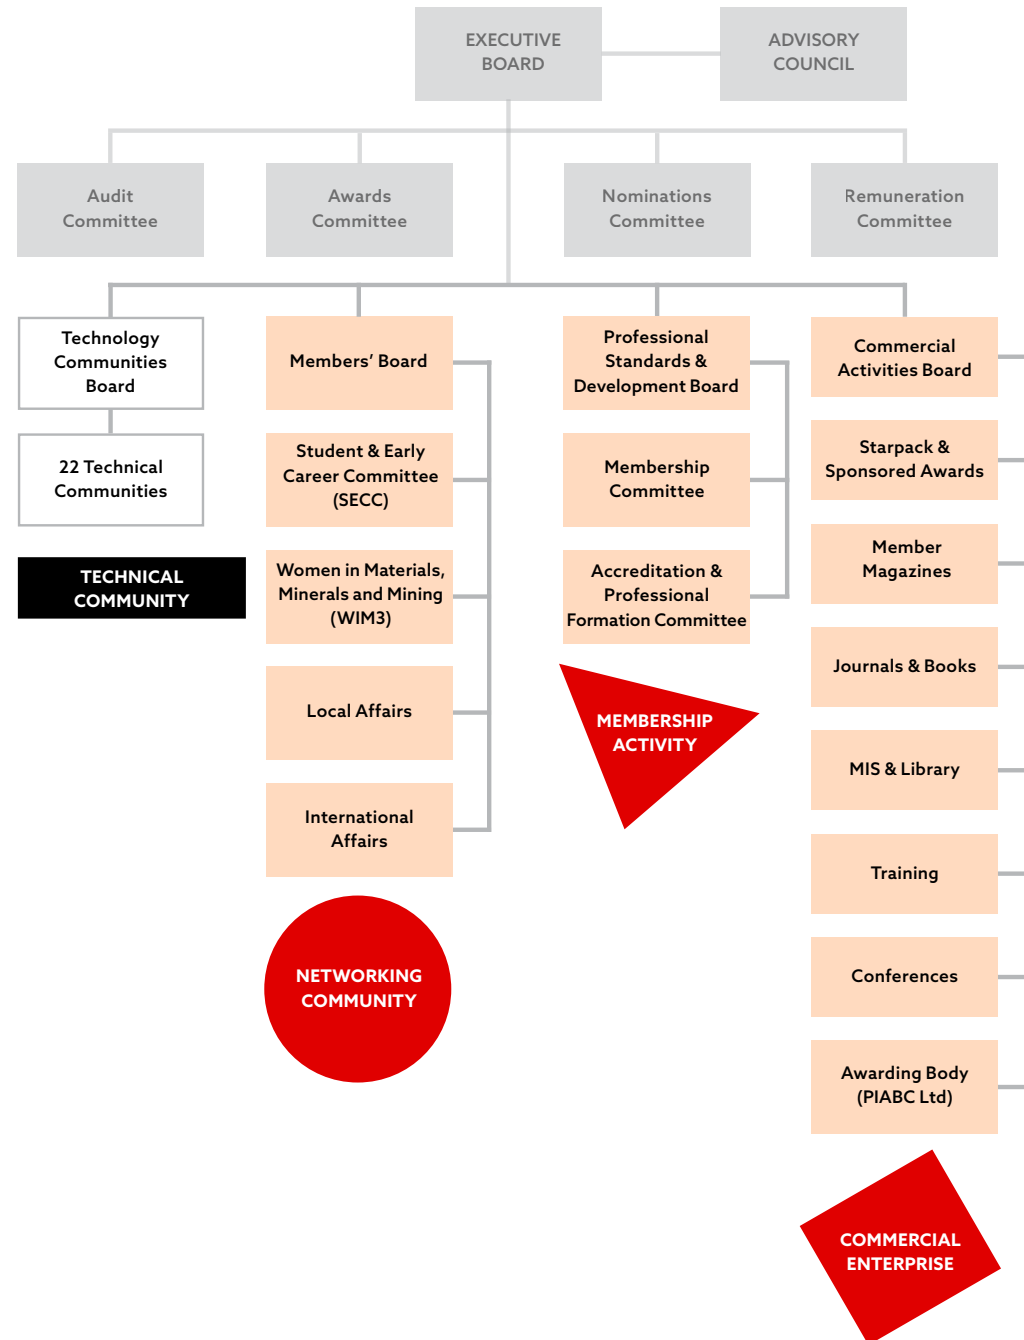 EXECUTIVE
BOARD
ADVISORY
COUNCIL
Audit
Committee
Awards
Committee
Nominations
Committee
Remuneration
Committee
Technology
Communities
Board
22 Technical
Communities
TECHNICAL
COMMUNITY
Members’ Board
Student & Early
Career Committee
(SECC)
Women in Materials,
Minerals and Mining
(WIM3)
Local Affairs
International
Affairs
NETWORKING
COMMUNITY
Professional
Standards &
Development Board
Membership
Committee
Accreditation &
Professional
Formation Committee
MEMBERSHIP
ACTIVITY
Commercial
Activities Board
Starpack &
Sponsored Awards
Member
Magazines
Journals & Books
MIS & Library
Training
Conferences
Awarding Body
(PIABC Ltd)
COMMERCIAL
ENTERPRISE